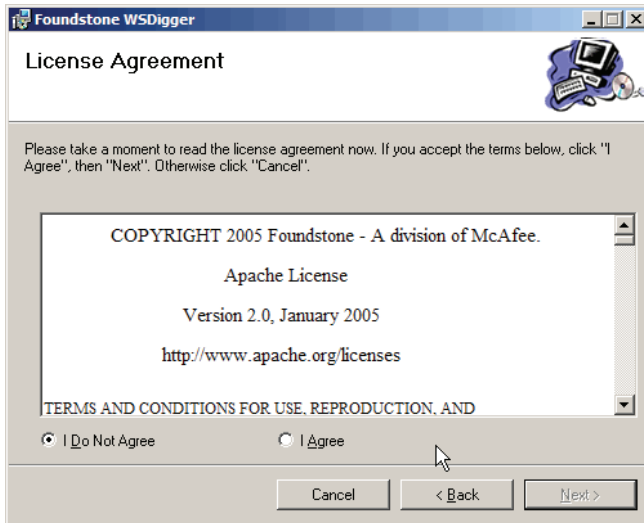 Foundstone WSDigger
License Agreement
Please take a moment to read the license agreement now. If you accept the terms below, click "I
Agree", then "Next". Otherwise click "Cancel".
COPYRIGHT 2005 Foundstone - A division of McAfee.
Apache License
Version 2.0, January 2005
http://www.apache.org/licenses
TERMS AND CONDITIONS FOR USE, REPRODUCTION, AND
I Do Not Agree
I Agree
Cancel
< Back
Next >